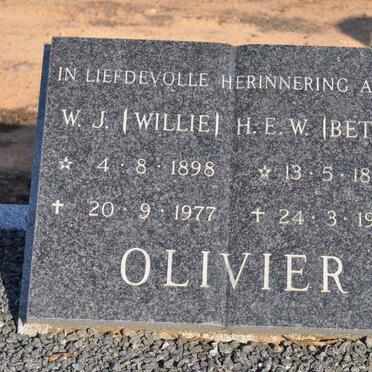 IN LIEFDEVOLLE HERINNERING A
W. J. (WILLIE) H. E. W. (BET
☆ 4 · 8 · 1898 ☆ 13 · 5 · 18
✝ 20 · 9 · 1977 ✝ 24 · 3 · 19
OLIVIER